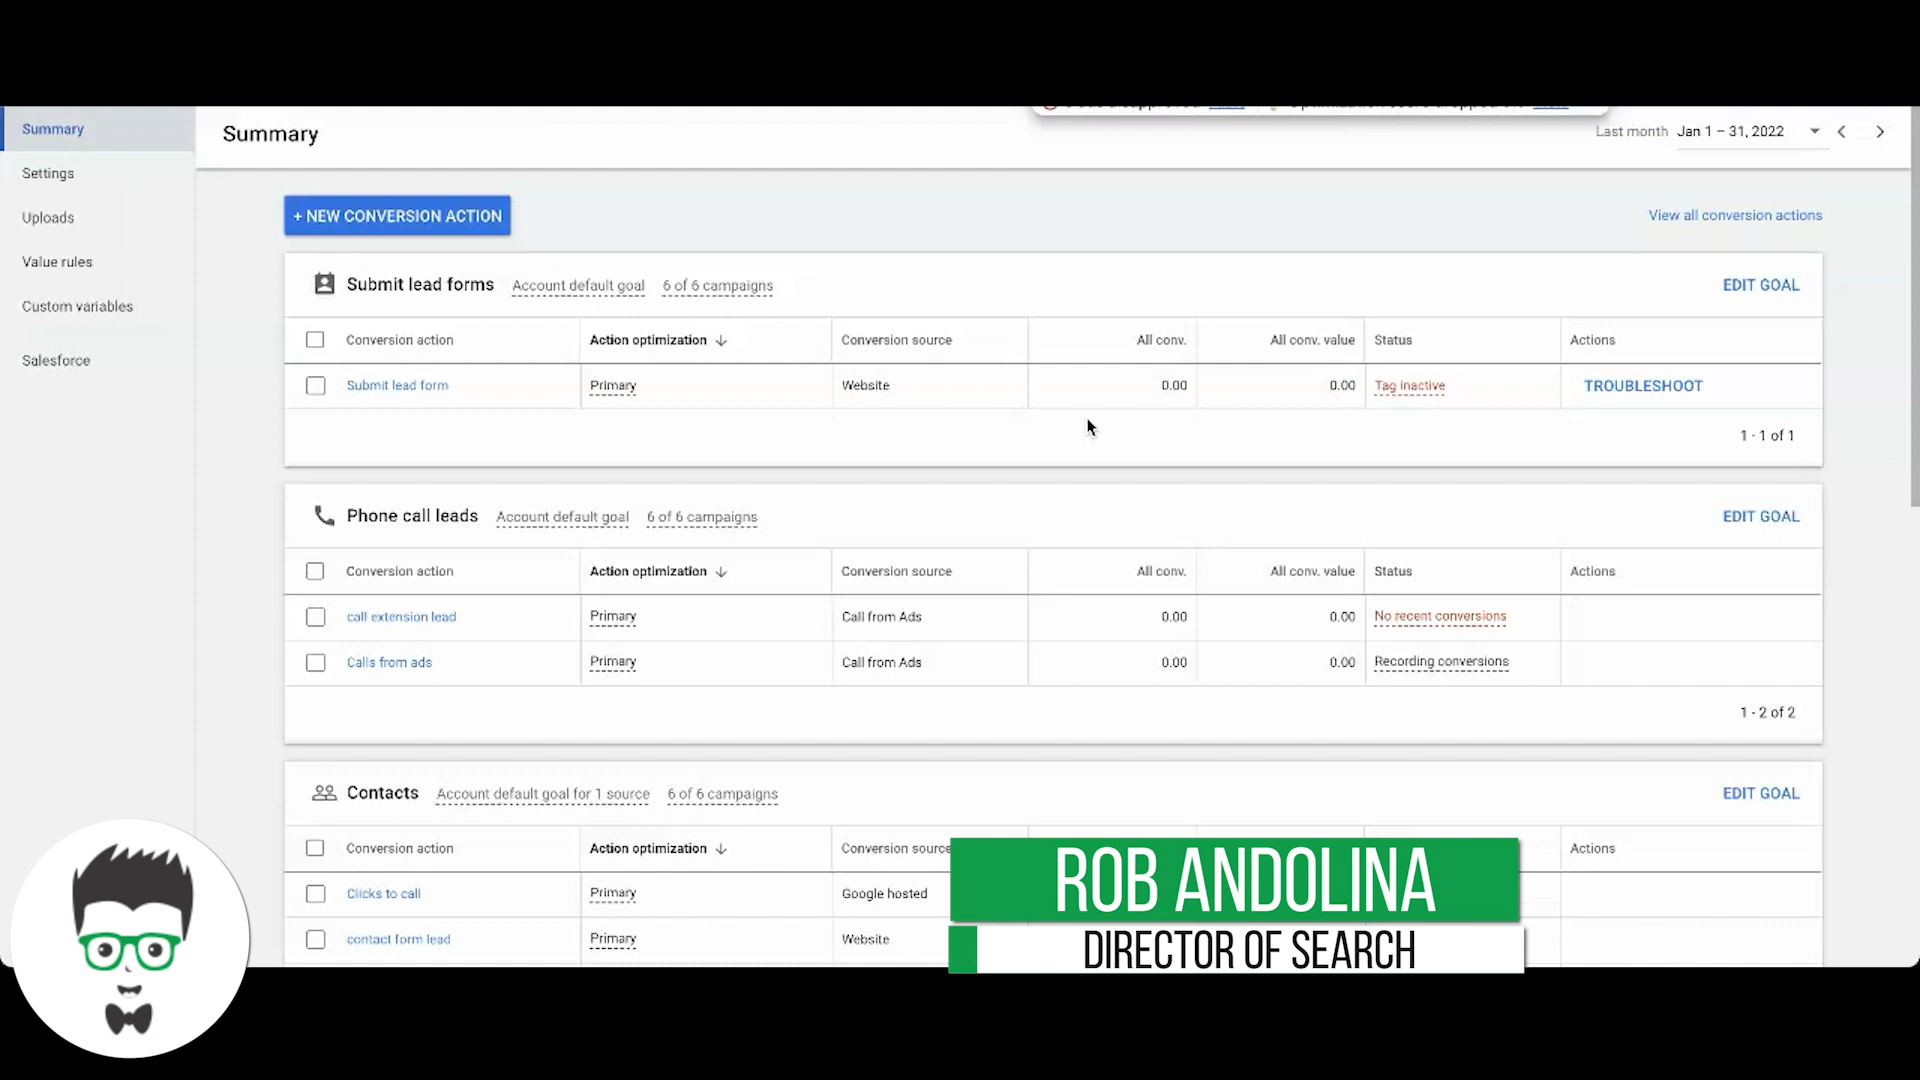 Summary
Settings
Uploads
Value rules
Custom variables
Salesforce
Summary
Last month Jan 1 – 31, 2022
+ NEW CONVERSION ACTION
View all conversion actions
Submit lead forms Account default goal 6 of 6 campaigns EDIT GOAL
Conversion action Action optimization Conversion source All conv. All conv. value Status Actions
Submit lead form Primary Website 0.00 0.00 Tag inactive TROUBLESHOOT
1 - 1 of 1
Phone call leads Account default goal 6 of 6 campaigns EDIT GOAL
Conversion action Action optimization Conversion source All conv. All conv. value Status Actions
call extension lead Primary Call from Ads 0.00 0.00 No recent conversions
Calls from ads Primary Call from Ads 0.00 0.00 Recording conversions
1 - 2 of 2
Contacts Account default goal for 1 source 6 of 6 campaigns EDIT GOAL
Conversion action Action optimization Conversion source Actions
Clicks to call Primary Google hosted
contact form lead Primary Website
ROB ANDOLINA
DIRECTOR OF SEARCH